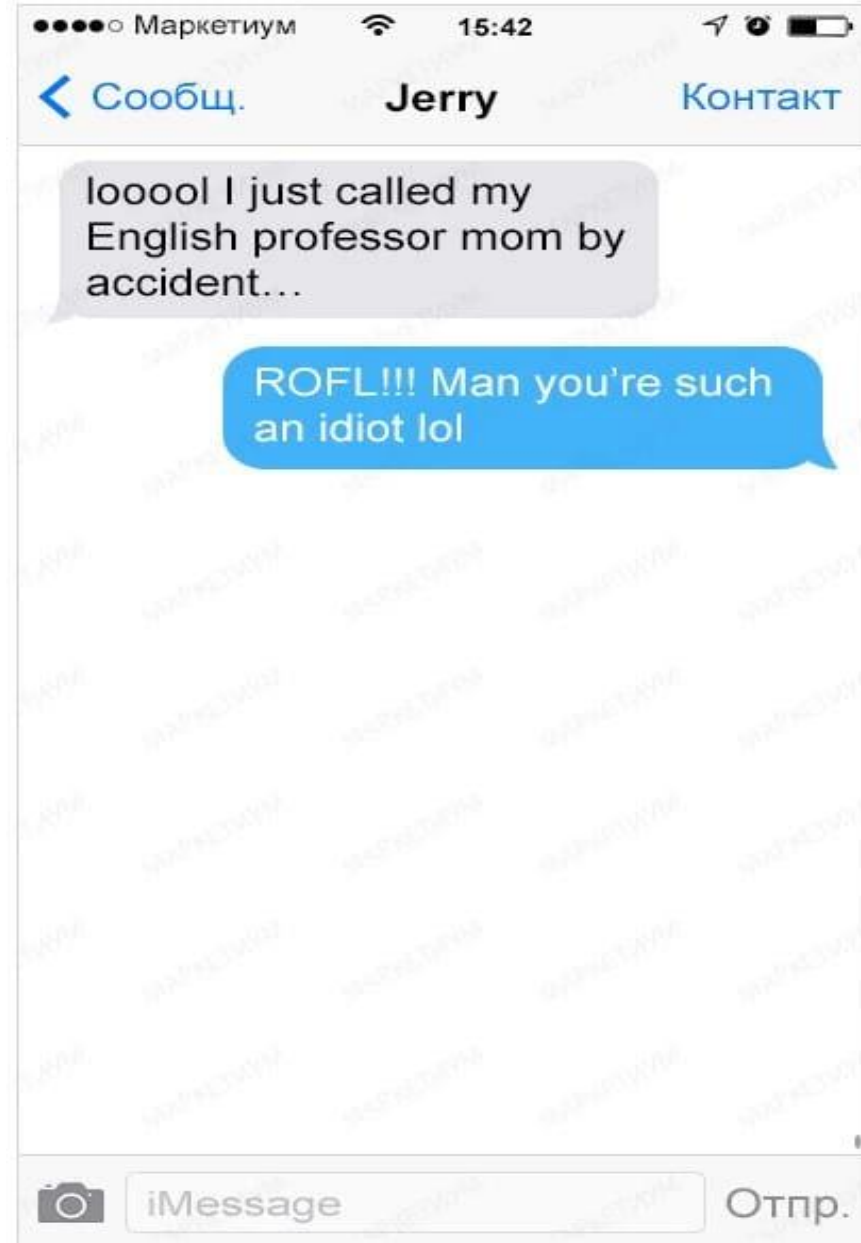 Маркетиум 15:42
Сообщ. Jerry Контакт
looool I just called my
English professor mom by
accident...
ROFL!!! Man you're such
an idiot lol
iMessage Отпр.